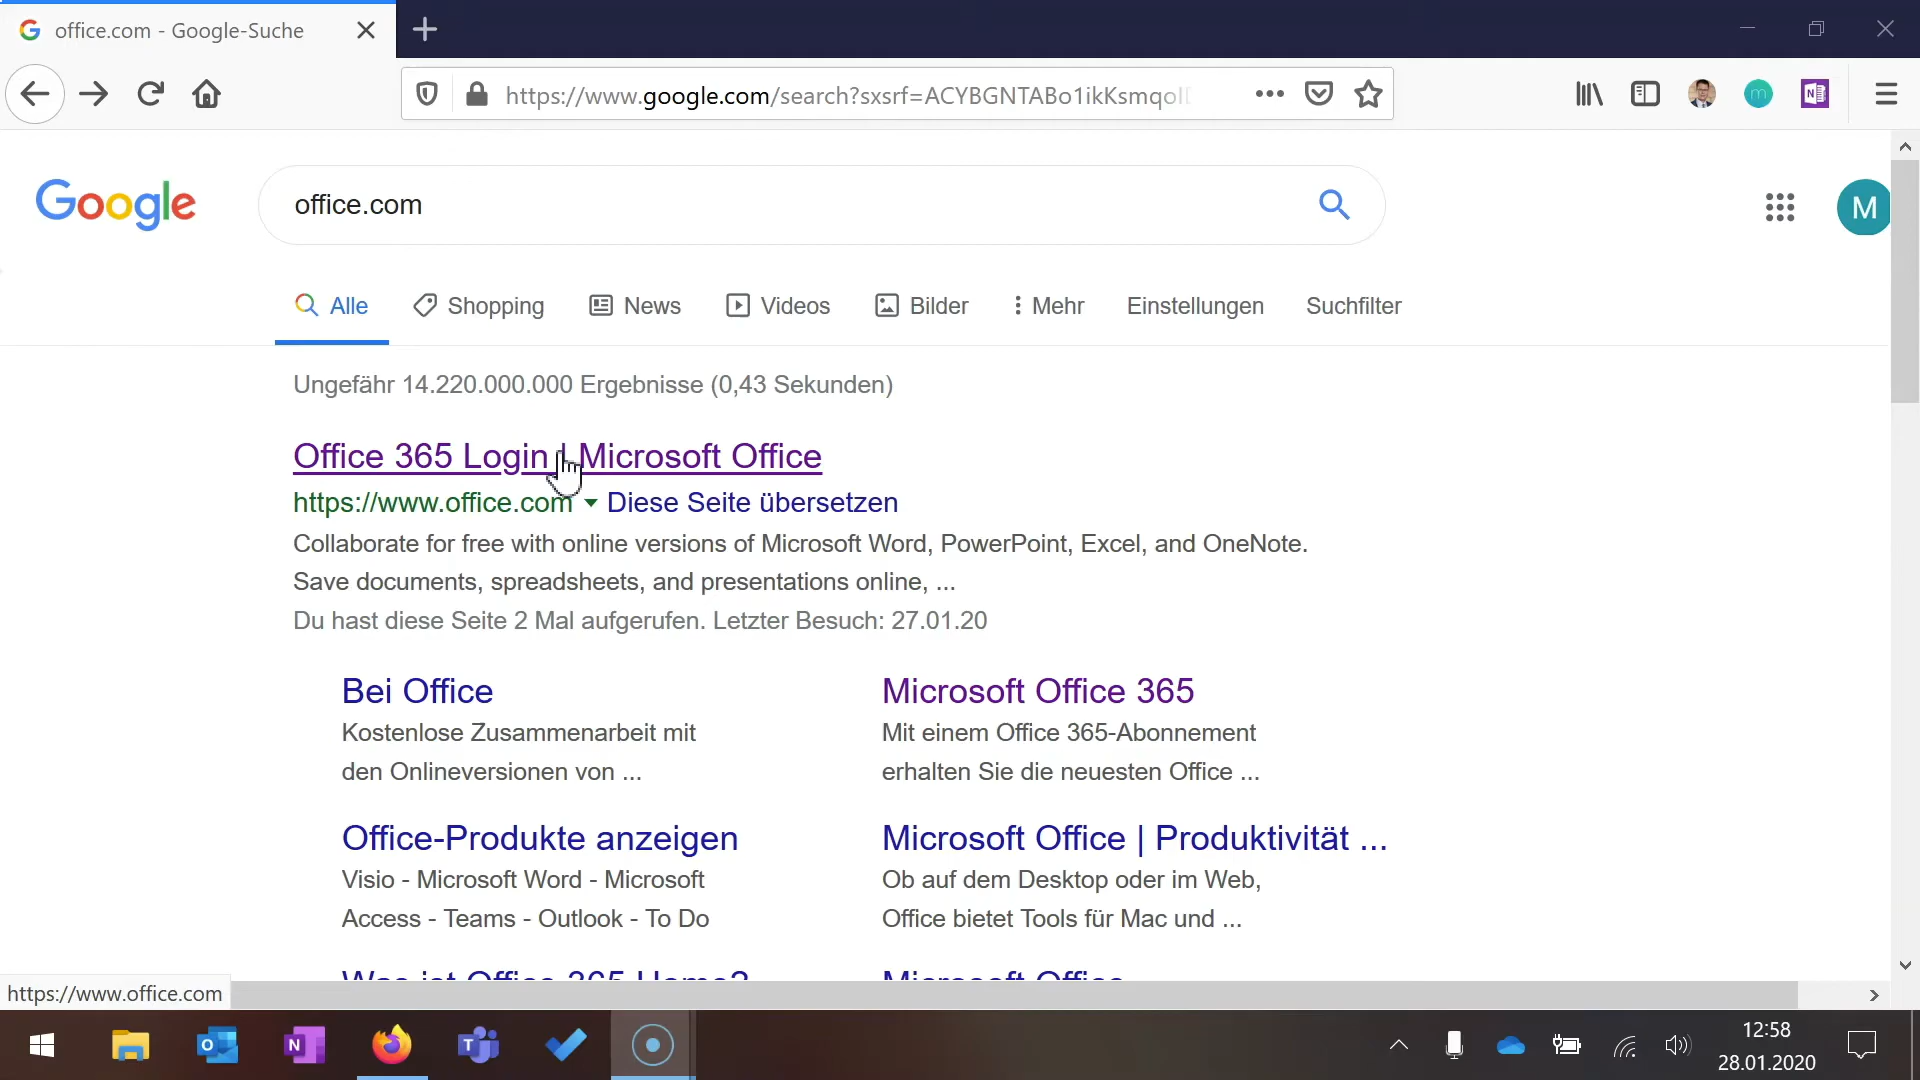 office.com - Google-Suche
https://www.google.com/search?sxsrf=ACYBGNTABo1ikKsmqoI
Google
office.com
M
Alle
Shopping
News
Videos
Bilder
Mehr
Einstellungen
Suchfilter
Ungefähr 14.220.000.000 Ergebnisse (0,43 Sekunden)
Office 365 Login | Microsoft Office
https://www.office.com Diese Seite übersetzen
Collaborate for free with online versions of Microsoft Word, PowerPoint, Excel, and OneNote.
Save documents, spreadsheets, and presentations online, ...
Du hast diese Seite 2 Mal aufgerufen. Letzter Besuch: 27.01.20
Bei Office
Kostenlose Zusammenarbeit mit
den Onlineversionen von ...
Microsoft Office 365
Mit einem Office 365-Abonnement
erhalten Sie die neuesten Office ...
Office-Produkte anzeigen
Visio - Microsoft Word - Microsoft
Access - Teams - Outlook - To Do
Microsoft Office | Produktivität ...
Ob auf dem Desktop oder im Web,
Office bietet Tools für Mac und ...
Was ist Office 365 Home?
Microsoft Office
https://www.office.com
12:58
28.01.2020